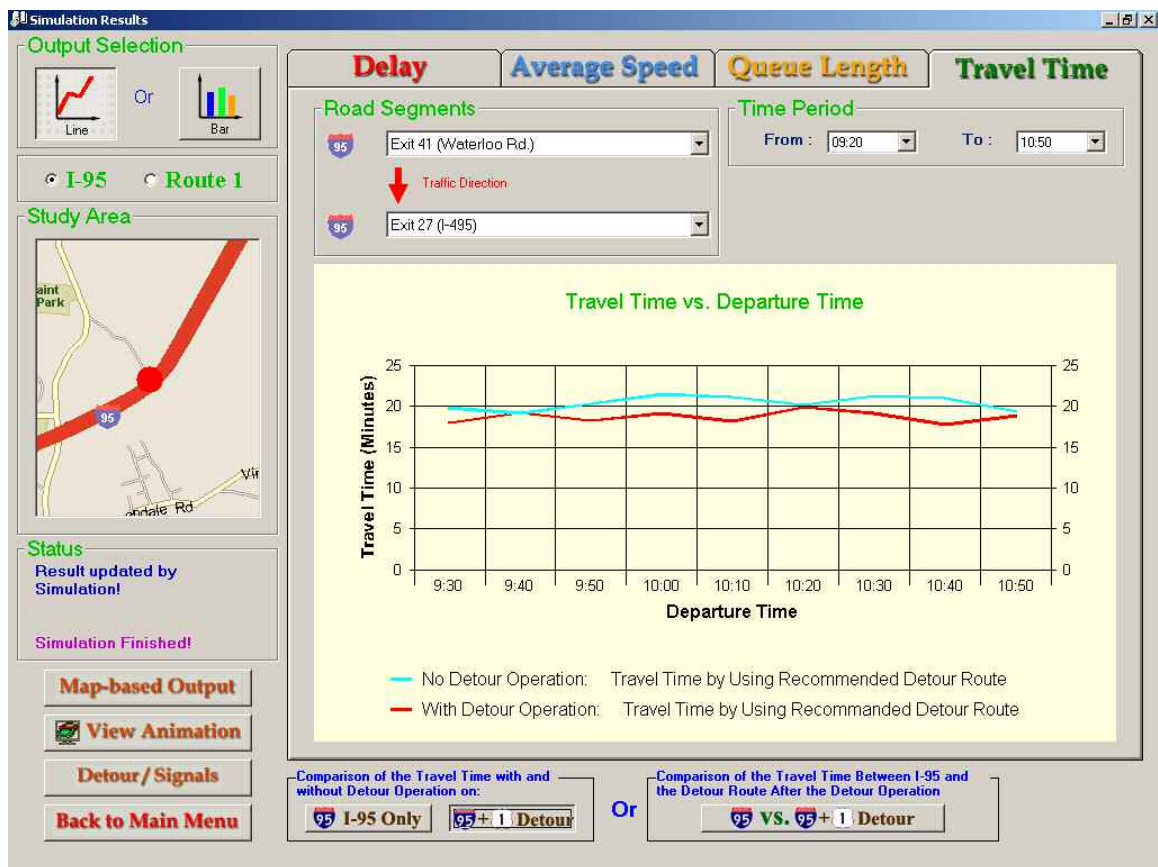 Simulation Results
Output Selection
Line
Or
Bar
I-95
Route 1
Study Area
aint
Park
95
Vir
endale Rd
Status
Result updated by
Simulation!
Simulation Finished!
Map-based Output
View Animation
Detour / Signals
Back to Main Menu
Delay
Average Speed
Queue Length
Travel Time
Road Segments
95
Exit 41 (Waterloo Rd.)
Traffic Direction
95
Exit 27 (I-495)
Time Period
From :
09:20
To :
10:50
Travel Time vs. Departure Time
Travel Time (Minutes)
25
20
15
10
5
0
25
20
15
10
5
0
9:30 9:40 9:50 10:00 10:10 10:20 10:30 10:40 10:50
Departure Time
No Detour Operation: Travel Time by Using Recommended Detour Route
With Detour Operation: Travel Time by Using Recommanded Detour Route
Comparison of the Travel Time with and
without Detour Operation on:
95 I-95 Only
95 + 1 Detour
Or
Comparison of the Travel Time Between I-95 and
the Detour Route After the Detour Operation
95 VS. 95 + 1 Detour